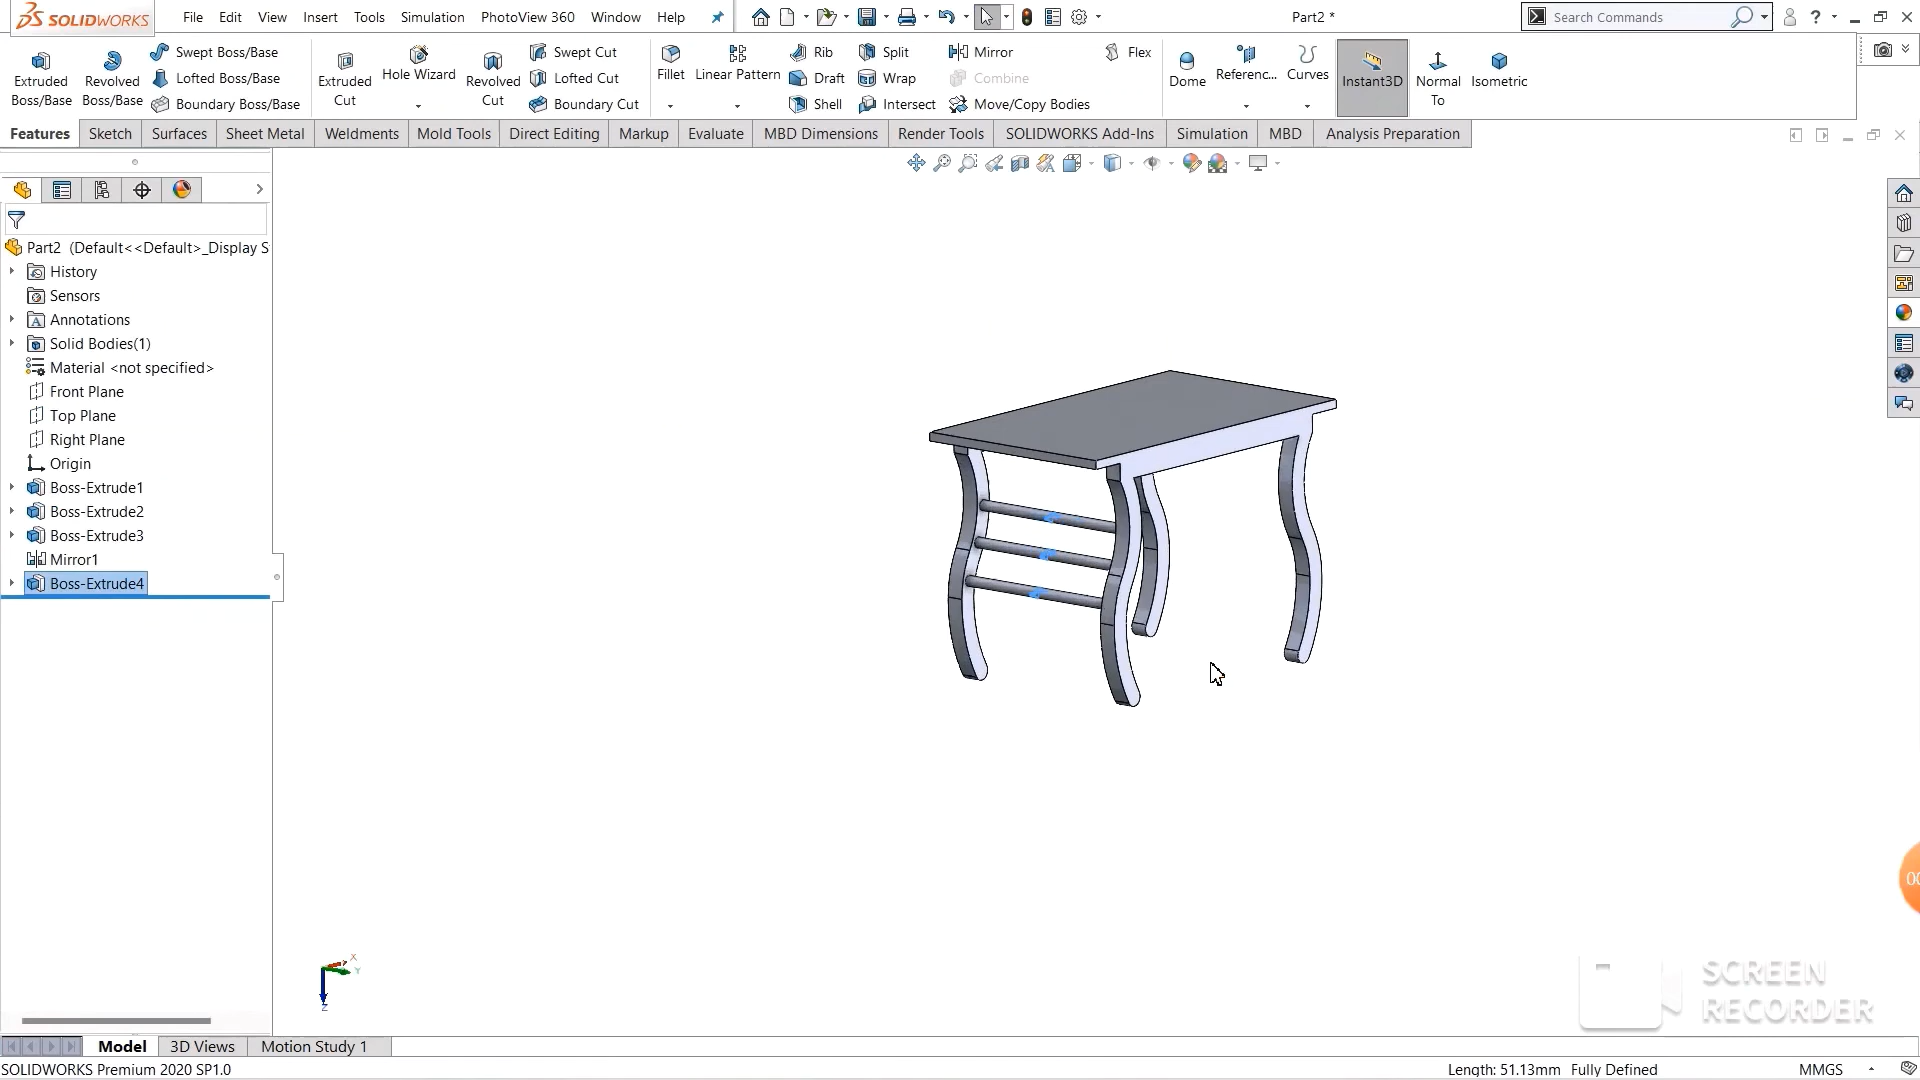 SOLIDWORKS File Edit View Insert Tools Simulation PhotoView 360 Window Help Part2 * Search Commands ?
Extruded Boss/Base
Revolved Boss/Base
Swept Boss/Base
Lofted Boss/Base
Boundary Boss/Base
Extruded Cut
Hole Wizard
Revolved Cut
Swept Cut
Lofted Cut
Boundary Cut
Fillet
Linear Pattern
Rib
Draft
Shell
Split
Wrap
Intersect
Mirror
Combine
Move/Copy Bodies
Flex
Dome
Referenc...
Curves
Instant3D
Normal To
Isometric
Features Sketch Surfaces Sheet Metal Weldments Mold Tools Direct Editing Markup Evaluate MBD Dimensions Render Tools SOLIDWORKS Add-Ins Simulation MBD Analysis Preparation
Part2 (Default<<Default>_Display S
History
Sensors
Annotations
Solid Bodies(1)
Material <not specified>
Front Plane
Top Plane
Right Plane
Origin
Boss-Extrude1
Boss-Extrude2
Boss-Extrude3
Mirror1
Boss-Extrude4
00
X
Y
Z
SCREEN
RECORDER
Model 3D Views Motion Study 1
SOLIDWORKS Premium 2020 SP1.0 Length: 51.13mm Fully Defined MMGS